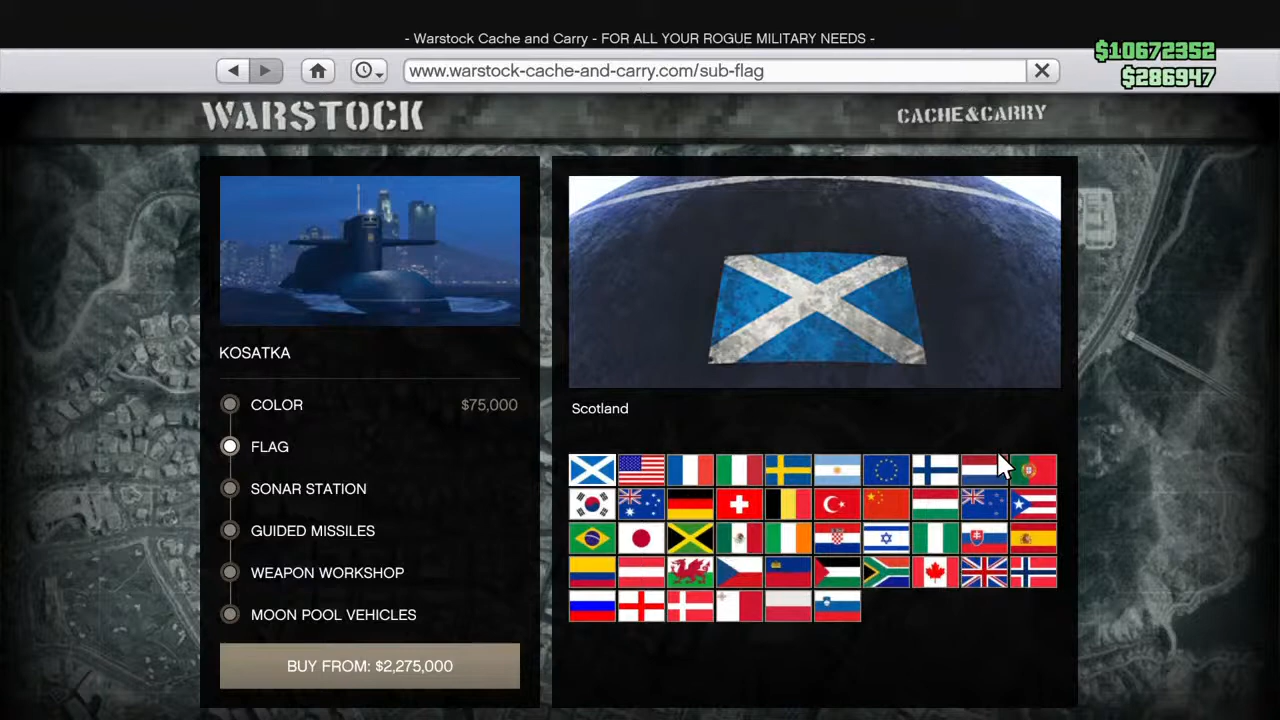 - Warstock Cache and Carry - FOR ALL YOUR ROGUE MILITARY NEEDS -
$10672352
$286947
www.warstock-cache-and-carry.com/sub-flag
WARSTOCK
CACHE&CARRY
KOSATKA
COLOR $75,000
FLAG
SONAR STATION
GUIDED MISSILES
WEAPON WORKSHOP
MOON POOL VEHICLES
BUY FROM: $2,275,000
Scotland